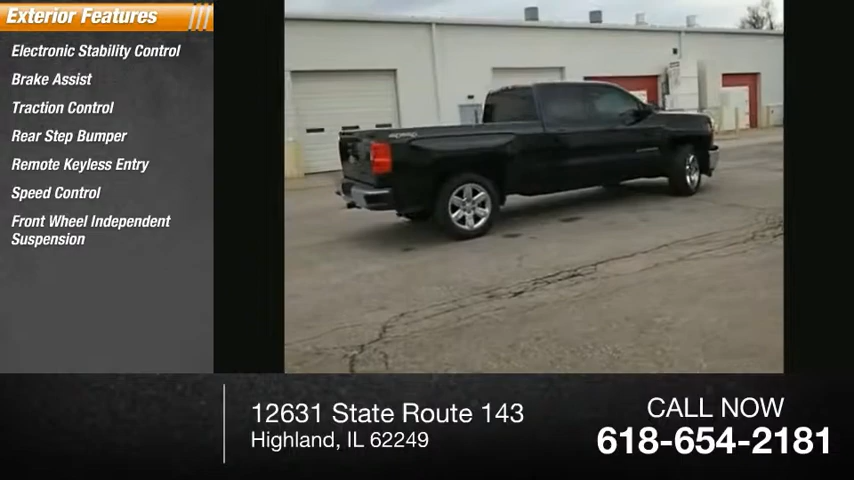 Exterior Features
Electronic Stability Control
Brake Assist
Traction Control
Rear Step Bumper
Remote Keyless Entry
Speed Control
Front Wheel Independent
Suspension
12631 State Route 143
Highland, IL 62249
CALL NOW
618-654-2181